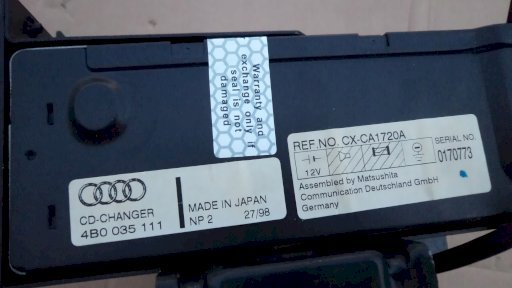 Warranty and
exchange only if
seal is not
damaged
REF.NO. CX-CA1720A
12V
SERIAL NO.
0170773
Assembled by Matsushita
Communication Deutschland GmbH
Germany
CD-CHANGER
4B0 035 111
MADE IN JAPAN
NP 2 27/98